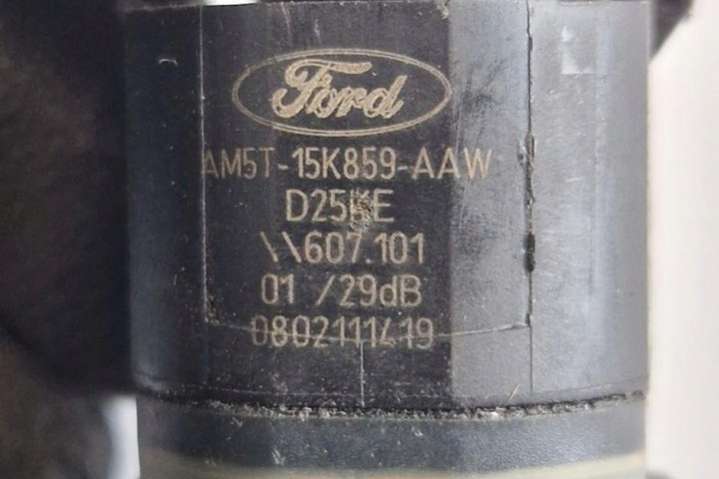 Ford
AM5T-15K859-AAW
D25KE
\\607.101
01 /29dB
0802111419